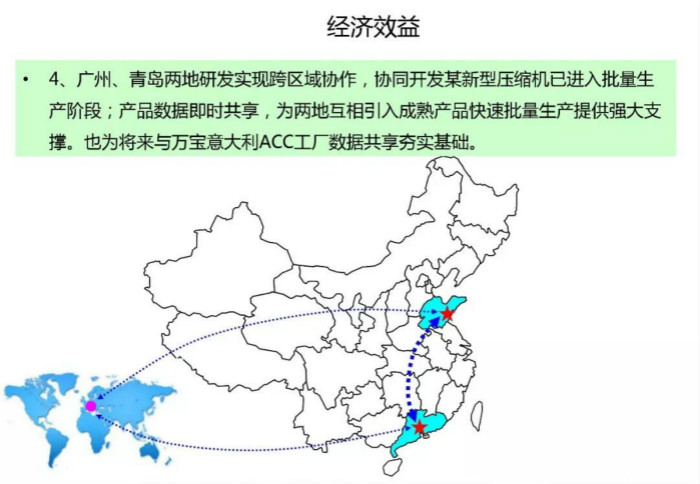 经济效益
• 4、广州、青岛两地研发实现跨区域协作，协同开发某新型压缩机已进入批量生
产阶段；产品数据即时共享，为两地互相引入成熟产品快速批量生产提供强大支
撑。也为将来与万宝意大利ACC工厂数据共享夯实基础。